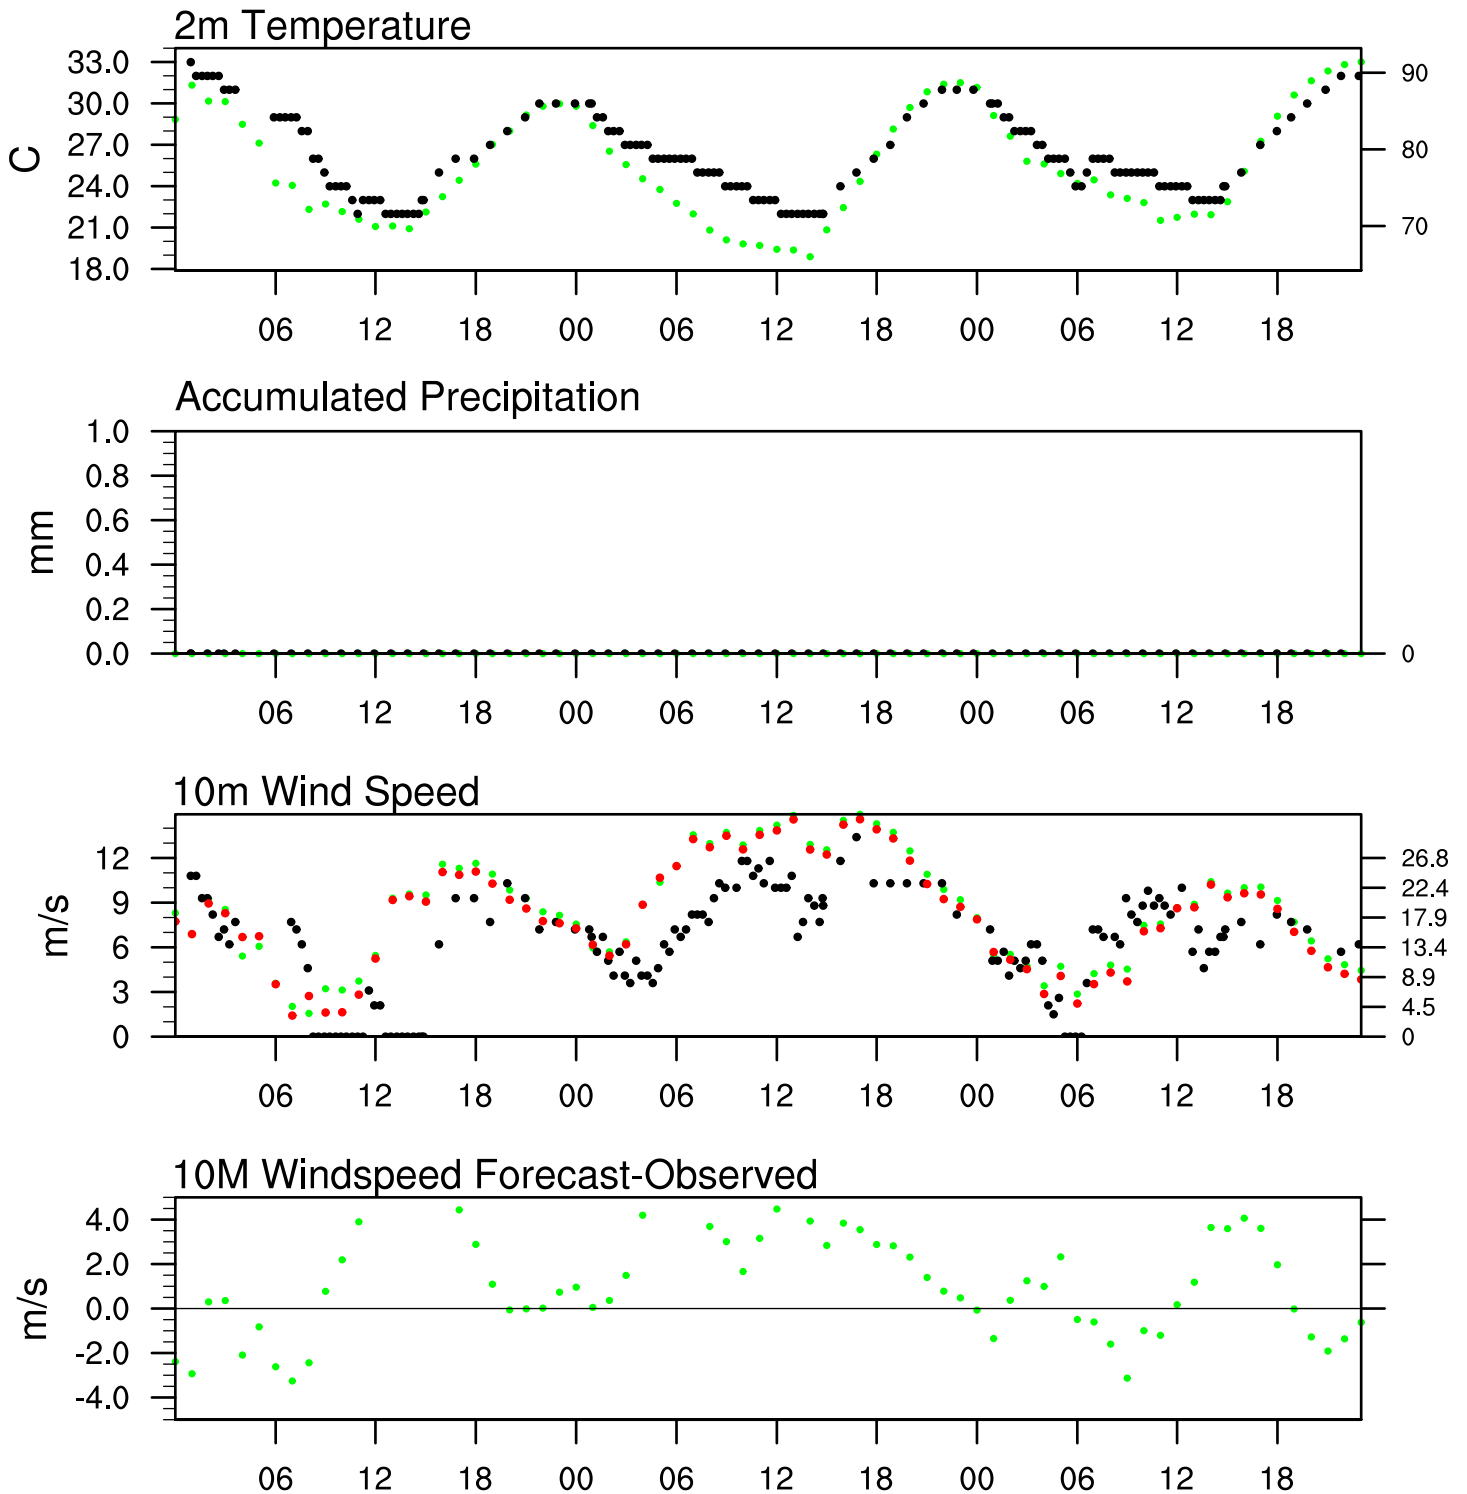 2m Temperature
33.0
30.0
27.0
24.0
21.0
18.0
C
90
80
70
06 12 18 00 06 12 18 00 06 12 18
Accumulated Precipitation
1.0
0.8
0.6
0.4
0.2
0.0
mm
0
06 12 18 00 06 12 18 00 06 12 18
10m Wind Speed
12
9
6
3
0
m/s
26.8
22.4
17.9
13.4
8.9
4.5
0
06 12 18 00 06 12 18 00 06 12 18
10M Windspeed Forecast-Observed
4.0
2.0
0.0
-2.0
-4.0
m/s
06 12 18 00 06 12 18 00 06 12 18